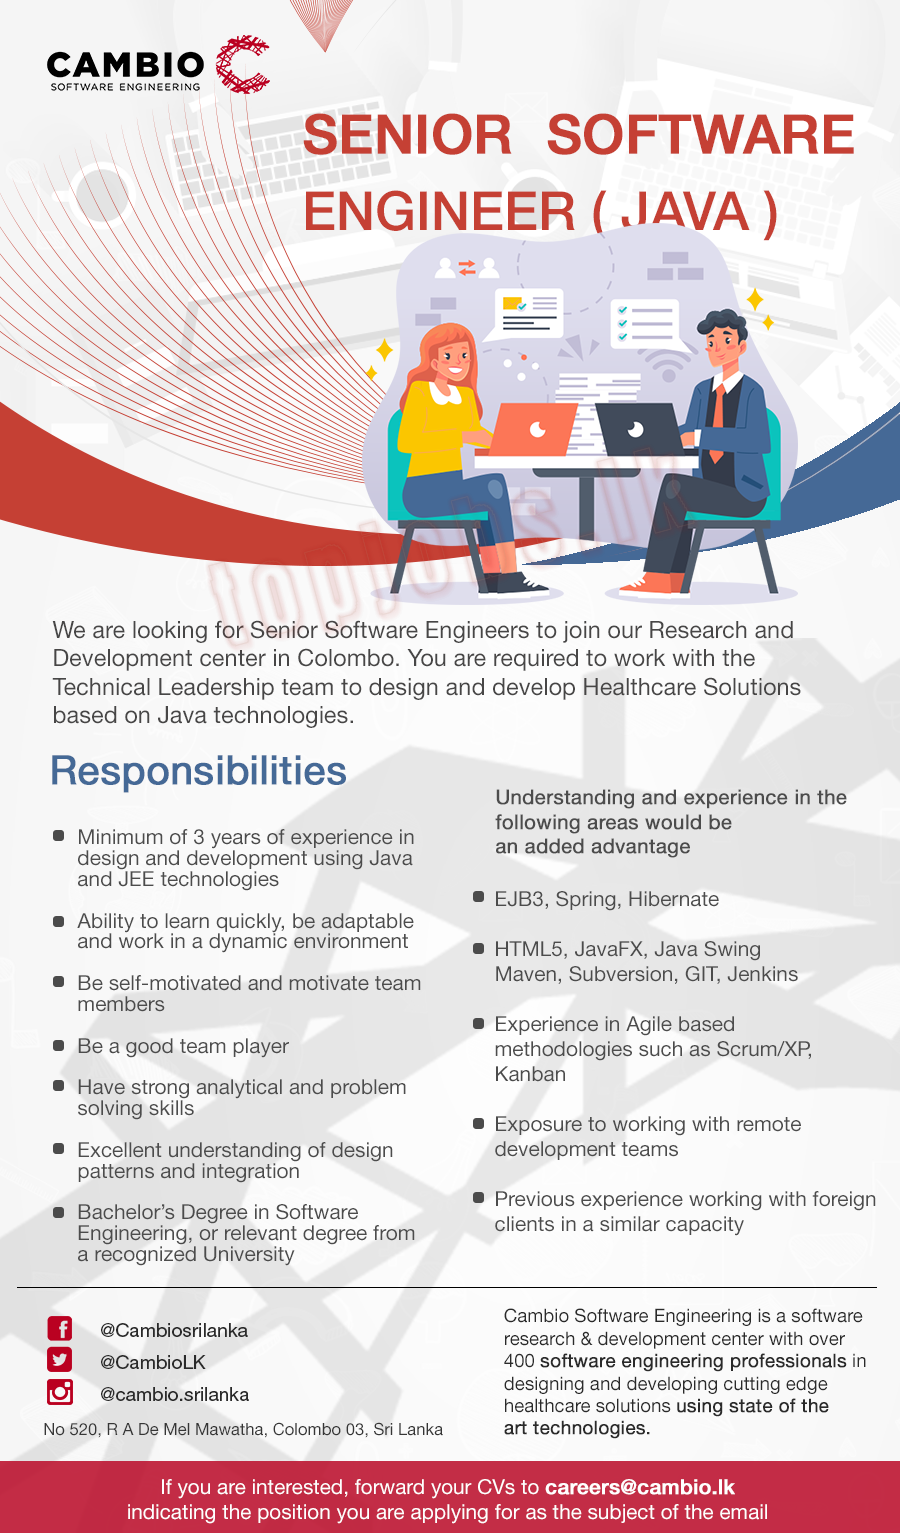 CAMBIO
SOFTWARE ENGINEERING
SENIOR SOFTWARE
ENGINEER ( JAVA )
topjobs.lk
We are looking for Senior Software Engineers to join our Research and
Development center in Colombo. You are required to work with the
Technical Leadership team to design and develop Healthcare Solutions
based on Java technologies.
Responsibilities
Minimum of 3 years of experience in
design and development using Java
and JEE technologies
Ability to learn quickly, be adaptable
and work in a dynamic environment
Be self-motivated and motivate team
members
Be a good team player
Have strong analytical and problem
solving skills
Excellent understanding of design
patterns and integration
Bachelor's Degree in Software
Engineering, or relevant degree from
a recognized University
Understanding and experience in the
following areas would be
an added advantage
EJB3, Spring, Hibernate
HTML5, JavaFX, Java Swing
Maven, Subversion, GIT, Jenkins
Experience in Agile based
methodologies such as Scrum/XP,
Kanban
Exposure to working with remote
development teams
Previous experience working with foreign
clients in a similar capacity
@Cambiosrilanka
@CambioLK
@cambio.srilanka
No 520, R A De Mel Mawatha, Colombo 03, Sri Lanka
Cambio Software Engineering is a software
research & development center with over
400 software engineering professionals in
designing and developing cutting edge
healthcare solutions using state of the
art technologies.
If you are interested, forward your CVs to careers@cambio.lk
indicating the position you are applying for as the subject of the email